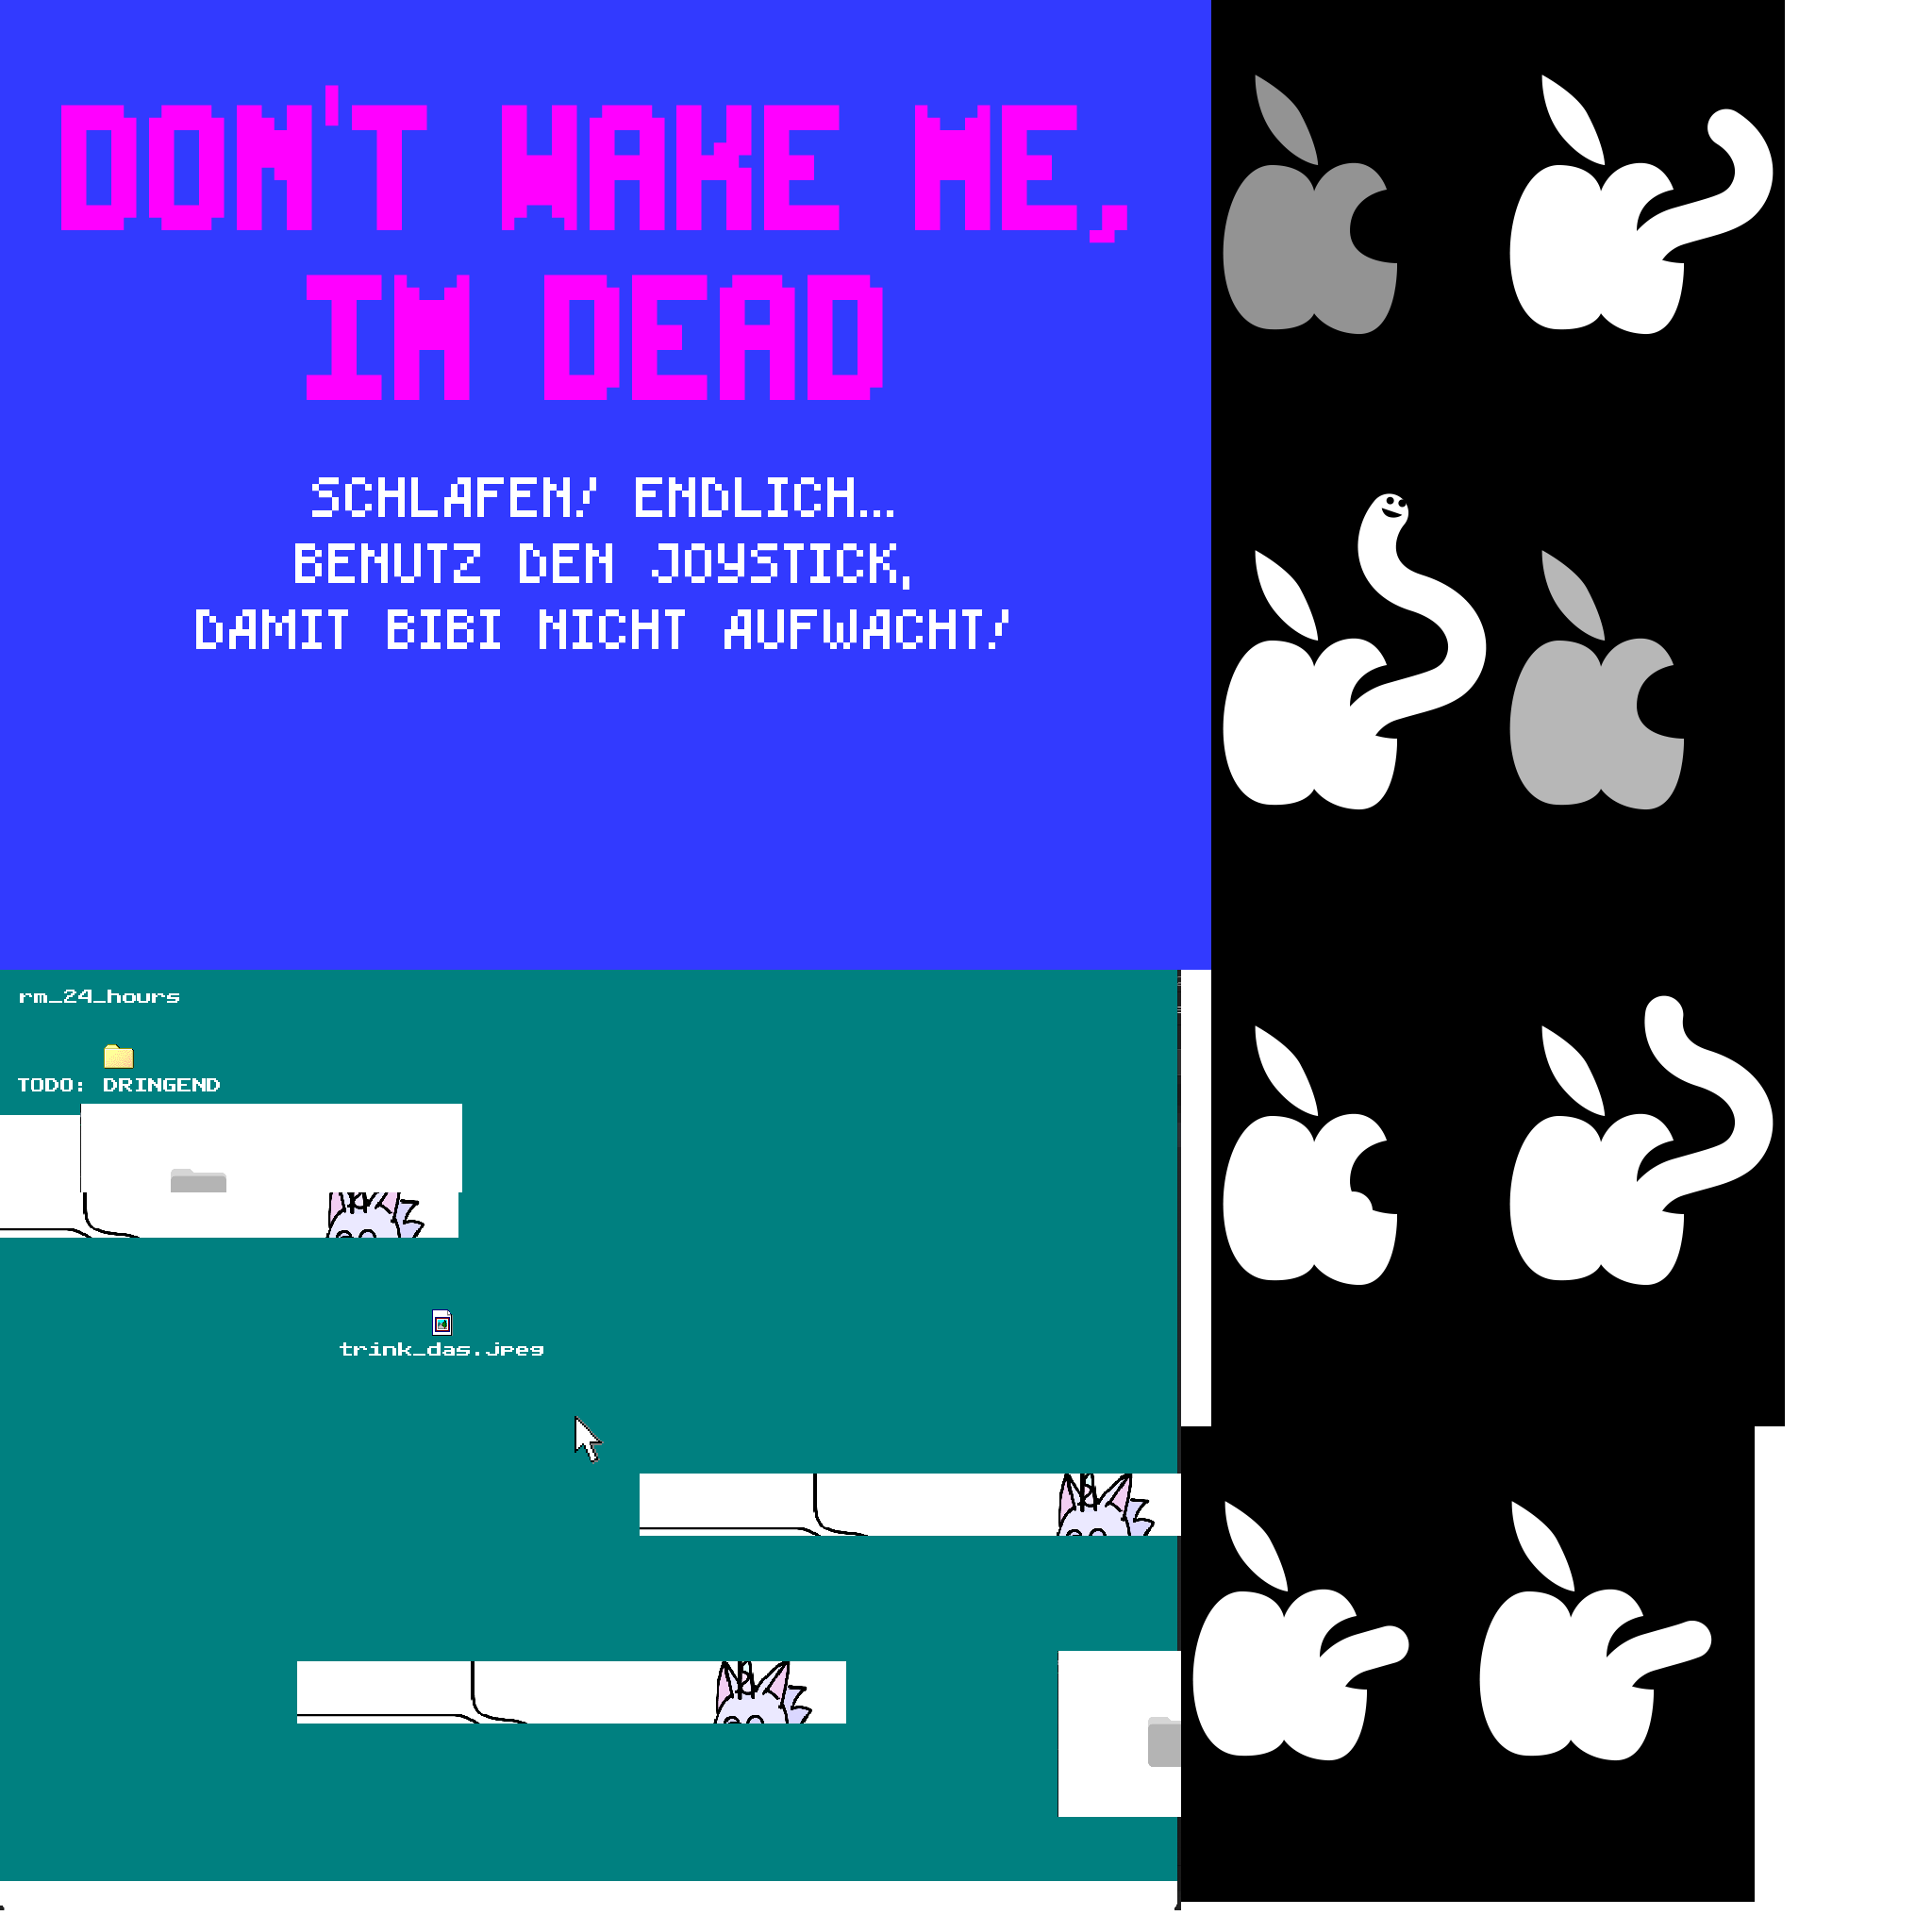 DON'T WAKE ME,
IM DEAD
SCHLAFEN! ENDLICH...
BENUTZ DEN JOYSTICK,
DAMIT BIBI NICHT AUFWACHT!
rm_24_hours
TODO: DRINGEND
trink_das.jpeg